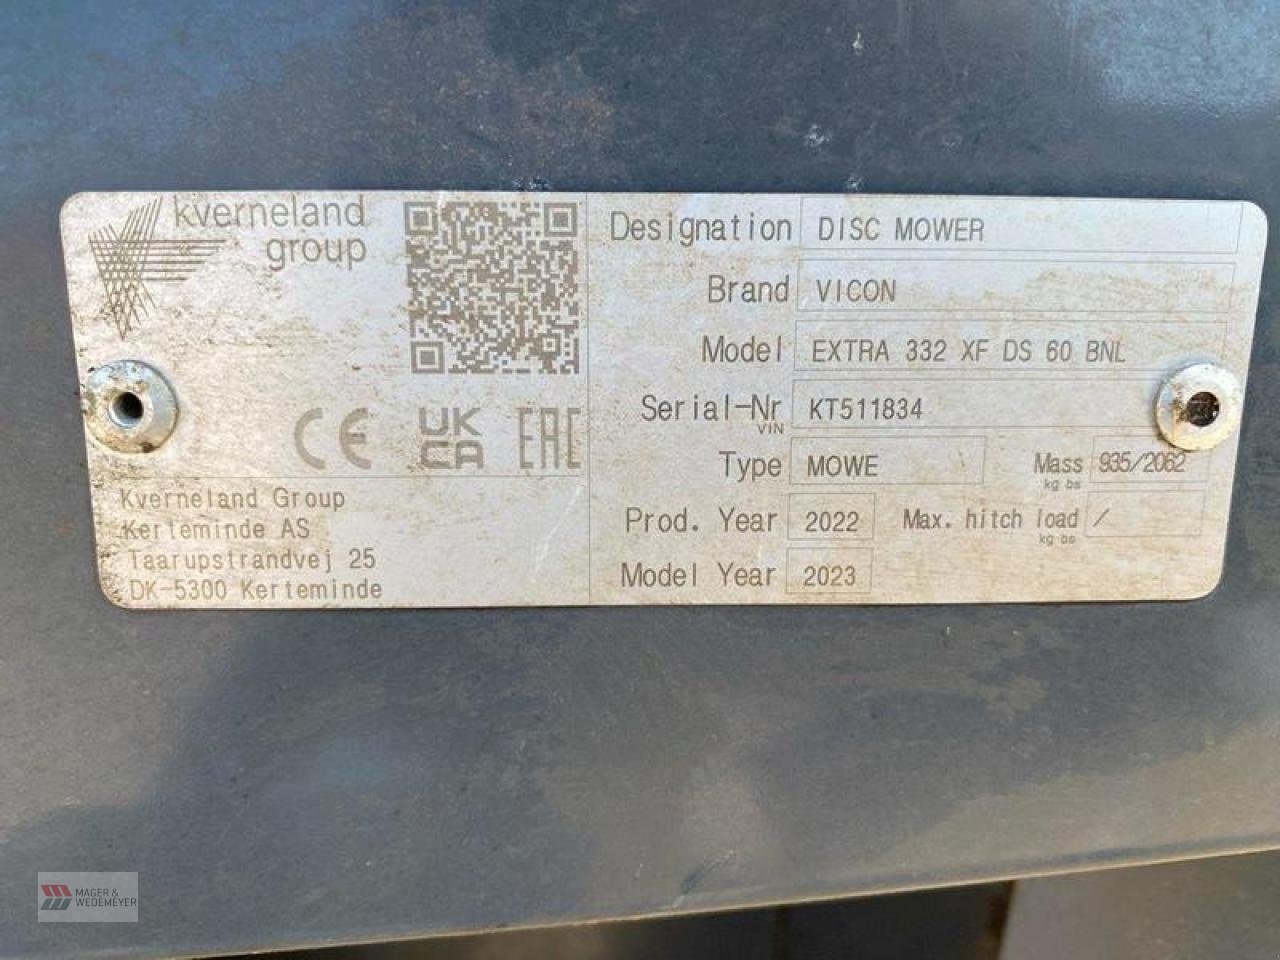 kverneland
group
CE UK
CA EAC
Kverneland Group
Kerteminde AS
Taarupstrandvej 25
DK-5300 Kerteminde
Designation DISC MOWER
Brand VICON
Model EXTRA 332 XF DS 60 BNL
Serial-Nr KT511834
VIN
Type MOWE Mass 935/2062
kg bs
Prod. Year 2022 Max. hitch load /
kg bs
Model Year 2023
MAGER &
WEDEMEYER